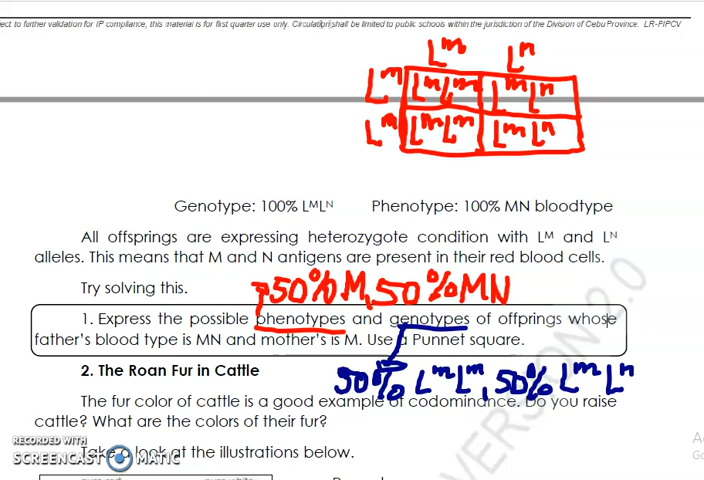 ect to further validation for IP compliance, this material is for first quarter use only. Circulation shall be limited to public schools within the jurisdiction of the Division of Cebu Province. LR-PIPCV
Lᵐ Lⁿ
Lᵐ LᵐLᵐ LᵐLⁿ
Lᵐ LᵐLᵐ LᵐLⁿ
Genotype: 100% LᴹLᴺ Phenotype: 100% MN bloodtype
All offsprings are expressing heterozygote condition with Lᴹ and Lᴺ
alleles. This means that M and N antigens are present in their red blood cells.
Try solving this.
50% M, 50% MN
1. Express the possible phenotypes and genotypes of offprings whose
father's blood type is MN and mother's is M. Use a Punnet square.
2. The Roan Fur in Cattle
50% LᵐLᵐ, 50% LᵐLⁿ
The fur color of cattle is a good example of codominance. Do you raise
cattle? What are the colors of their fur?
Take a look at the illustrations below.
VERSION 2.0
RECORDED WITH
SCREENCAST MATIC